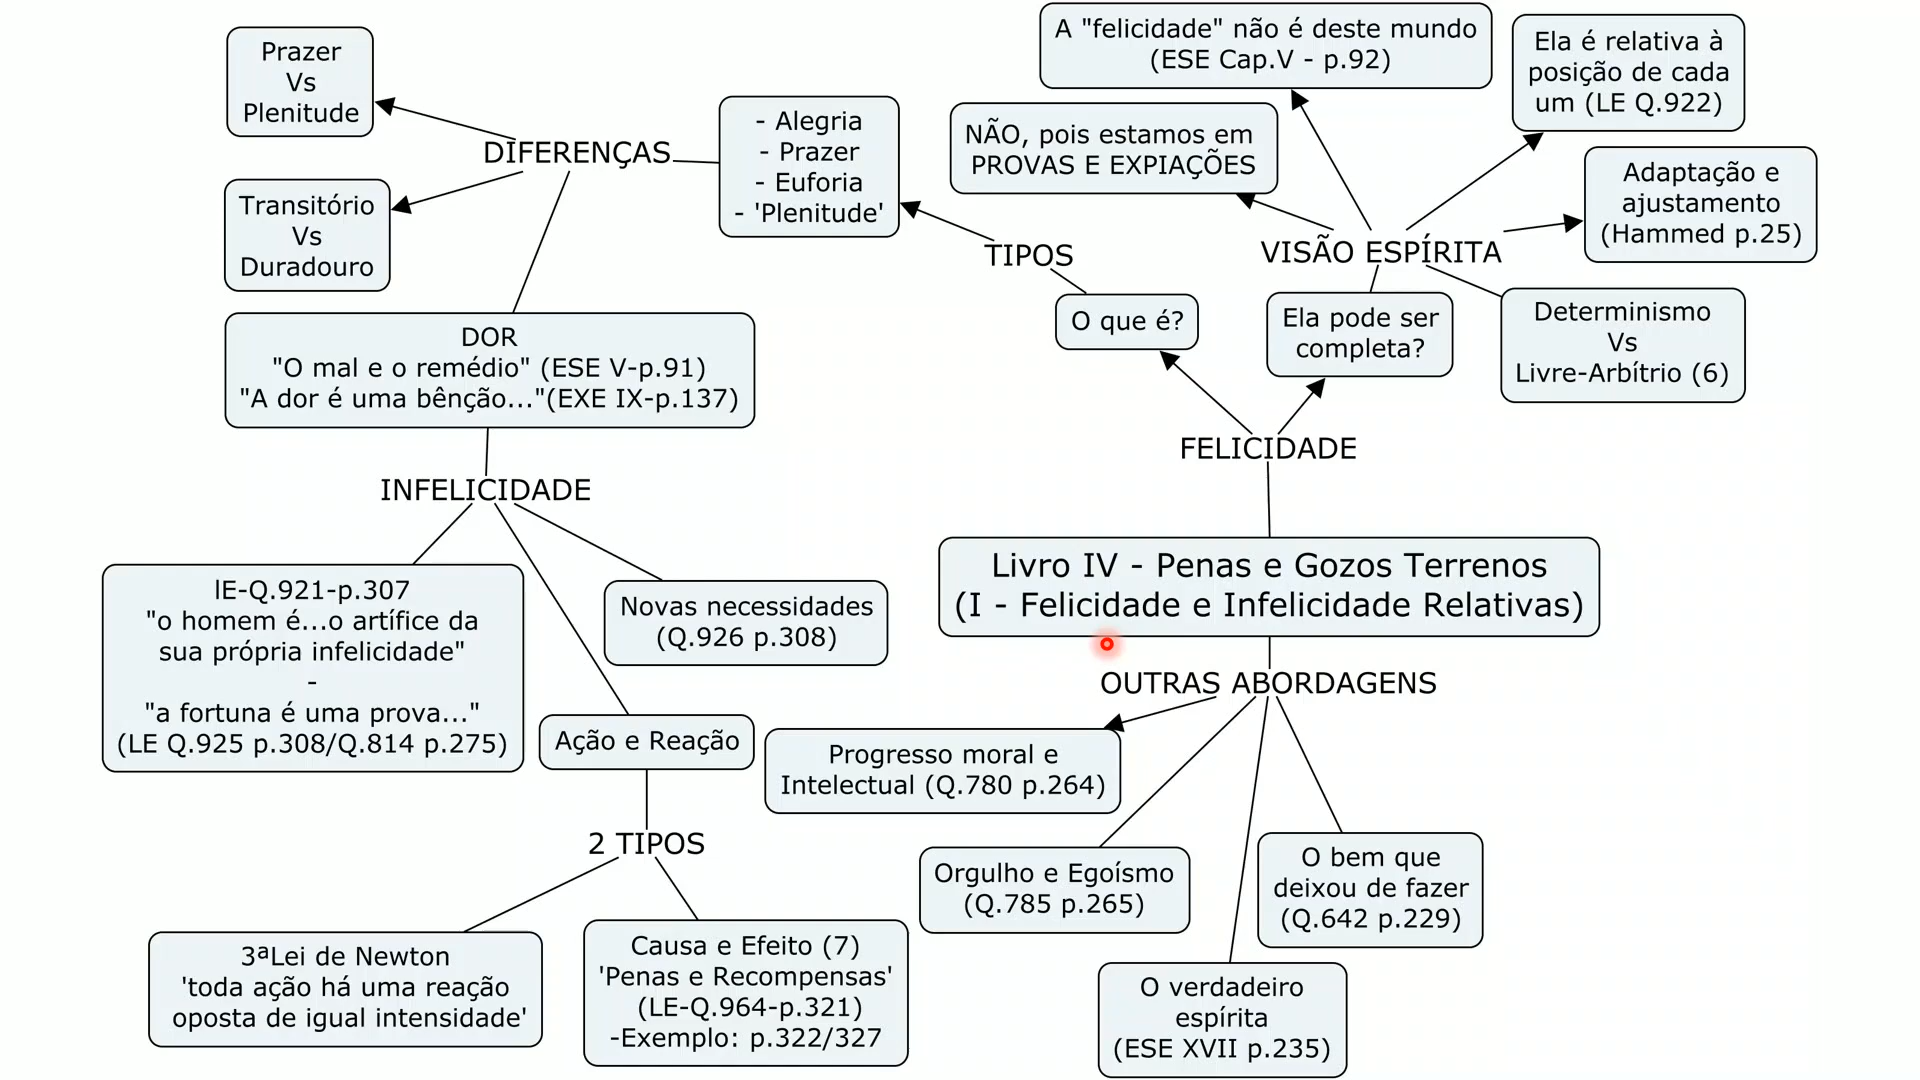 A "felicidade" não é deste mundo
(ESE Cap.V - p.92)
Ela é relativa à
posição de cada
um (LE Q.922)
Prazer
Vs
Plenitude
- Alegria
- Prazer
- Euforia
- 'Plenitude'
NÃO, pois estamos em
PROVAS E EXPIAÇÕES
DIFERENÇAS
Adaptação e
ajustamento
(Hammed p.25)
Transitório
Vs
Duradouro
TIPOS
VISÃO ESPÍRITA
O que é?
Ela pode ser
completa?
Determinismo
Vs
Livre-Arbítrio (6)
DOR
"O mal e o remédio" (ESE V-p.91)
"A dor é uma bênção..."(EXE IX-p.137)
FELICIDADE
INFELICIDADE
Livro IV - Penas e Gozos Terrenos
(I - Felicidade e Infelicidade Relativas)
lE-Q.921-p.307
"o homem é...o artífice da
sua própria infelicidade"
-
"a fortuna é uma prova..."
(LE Q.925 p.308/Q.814 p.275)
Novas necessidades
(Q.926 p.308)
OUTRAS ABORDAGENS
Ação e Reação
Progresso moral e
Intelectual (Q.780 p.264)
2 TIPOS
Orgulho e Egoísmo
(Q.785 p.265)
O bem que
deixou de fazer
(Q.642 p.229)
3ªLei de Newton
'toda ação há uma reação
oposta de igual intensidade'
Causa e Efeito (7)
'Penas e Recompensas'
(LE-Q.964-p.321)
-Exemplo: p.322/327
O verdadeiro
espírita
(ESE XVII p.235)